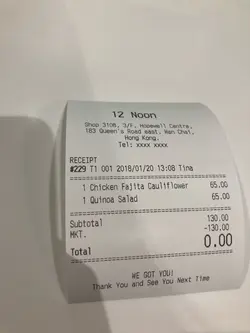 12 Noon
Shop 310B, 3/F, Hopewell Centre,
183 Queen's Road east, Wan Chai,
Hong Kong.
Tel: xxxx xxxx
RECEIPT
#229 T1 001 2018/01/20 13:08 Tina
1 Chicken Fajita Cauliflower 65.00
1 Quinoa Salad 65.00
Subtotal 130.00
MKT. -130.00
Total 0.00
WE GOT YOU!
Thank You and See You Next Time